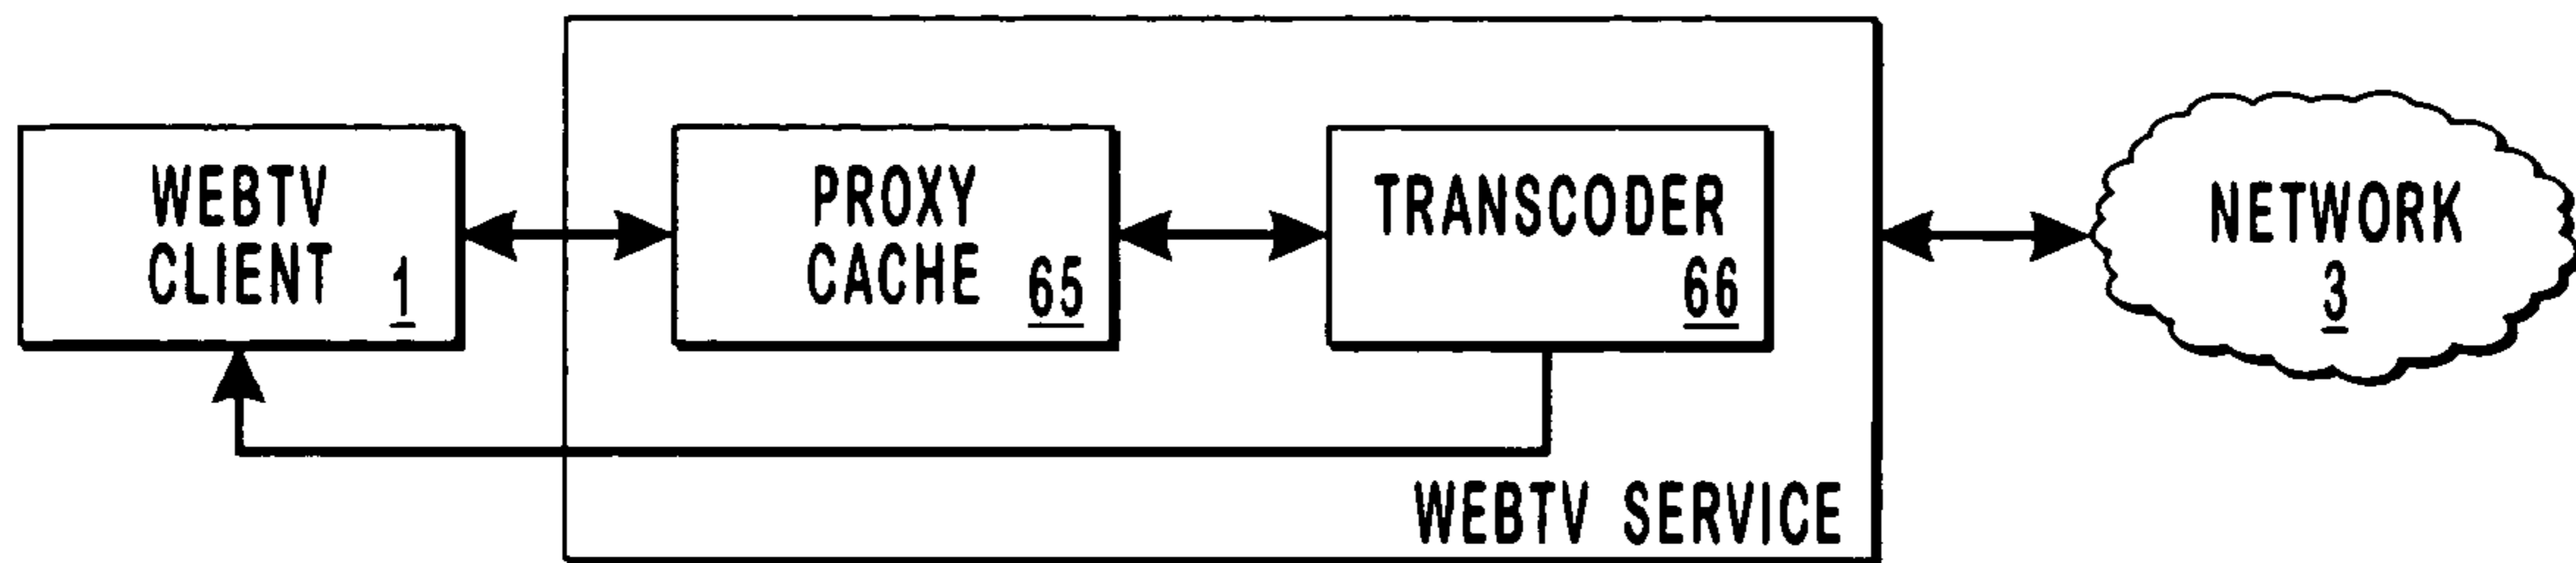 WEBTV
CLIENT 1
PROXY
CACHE 65
TRANSCODER
66
NETWORK
3
WEBTV SERVICE